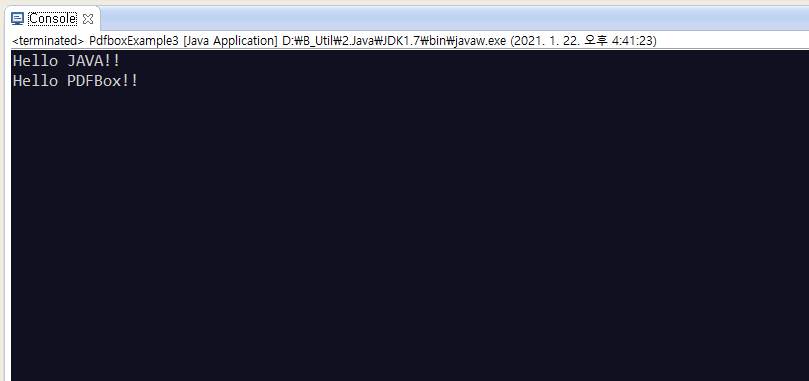 Console
<terminated> PdfboxExample3 [Java Application] D:₩B_Util₩2.Java₩JDK1.7₩bin₩javaw.exe (2021. 1. 22. 오후 4:41:23)
Hello JAVA!!
Hello PDFBox!!